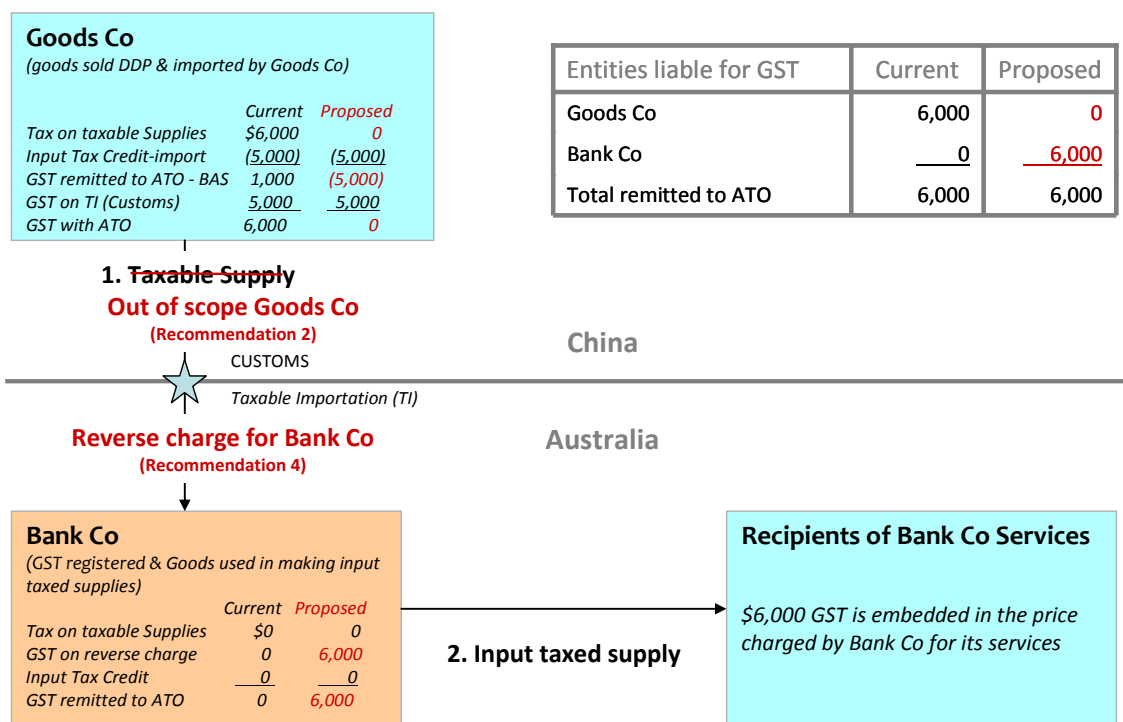 Goods Co
(goods sold DDP & imported by Goods Co)
Current Proposed
Tax on taxable Supplies $6,000 0
Input Tax Credit-import (5,000) (5,000)
GST remitted to ATO - BAS 1,000 (5,000)
GST on TI (Customs) 5,000 5,000
GST with ATO 6,000 0
Entities liable for GST Current Proposed
Goods Co 6,000 0
Bank Co 0 6,000
Total remitted to ATO 6,000 6,000
1. Taxable Supply
Out of scope Goods Co
(Recommendation 2)
China
CUSTOMS
Taxable Importation (TI)
Reverse charge for Bank Co
(Recommendation 4)
Australia
Bank Co
(GST registered & Goods used in making input
taxed supplies)
Current Proposed
Tax on taxable Supplies $0 0
GST on reverse charge 0 6,000
Input Tax Credit 0 0
GST remitted to ATO 0 6,000
2. Input taxed supply
Recipients of Bank Co Services
$6,000 GST is embedded in the price
charged by Bank Co for its services